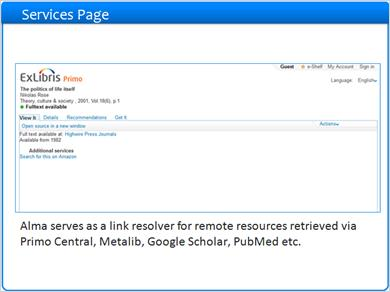 Services Page
Guest e-Shelf My Account Sign in
ExLibris Primo
Language: English
The politics of life itself
Nikolas Rose
Theory, culture & society , 2001, Vol 18(6), p 1
Fulltext available
View It Details Recommendations Get It
Open source in a new window Actions
Full text available at: Highwire Press Journals
Available from 1982
Additional services
Search for this on Amazon
Alma serves as a link resolver for remote resources retrieved via
Primo Central, Metalib, Google Scholar, PubMed etc.